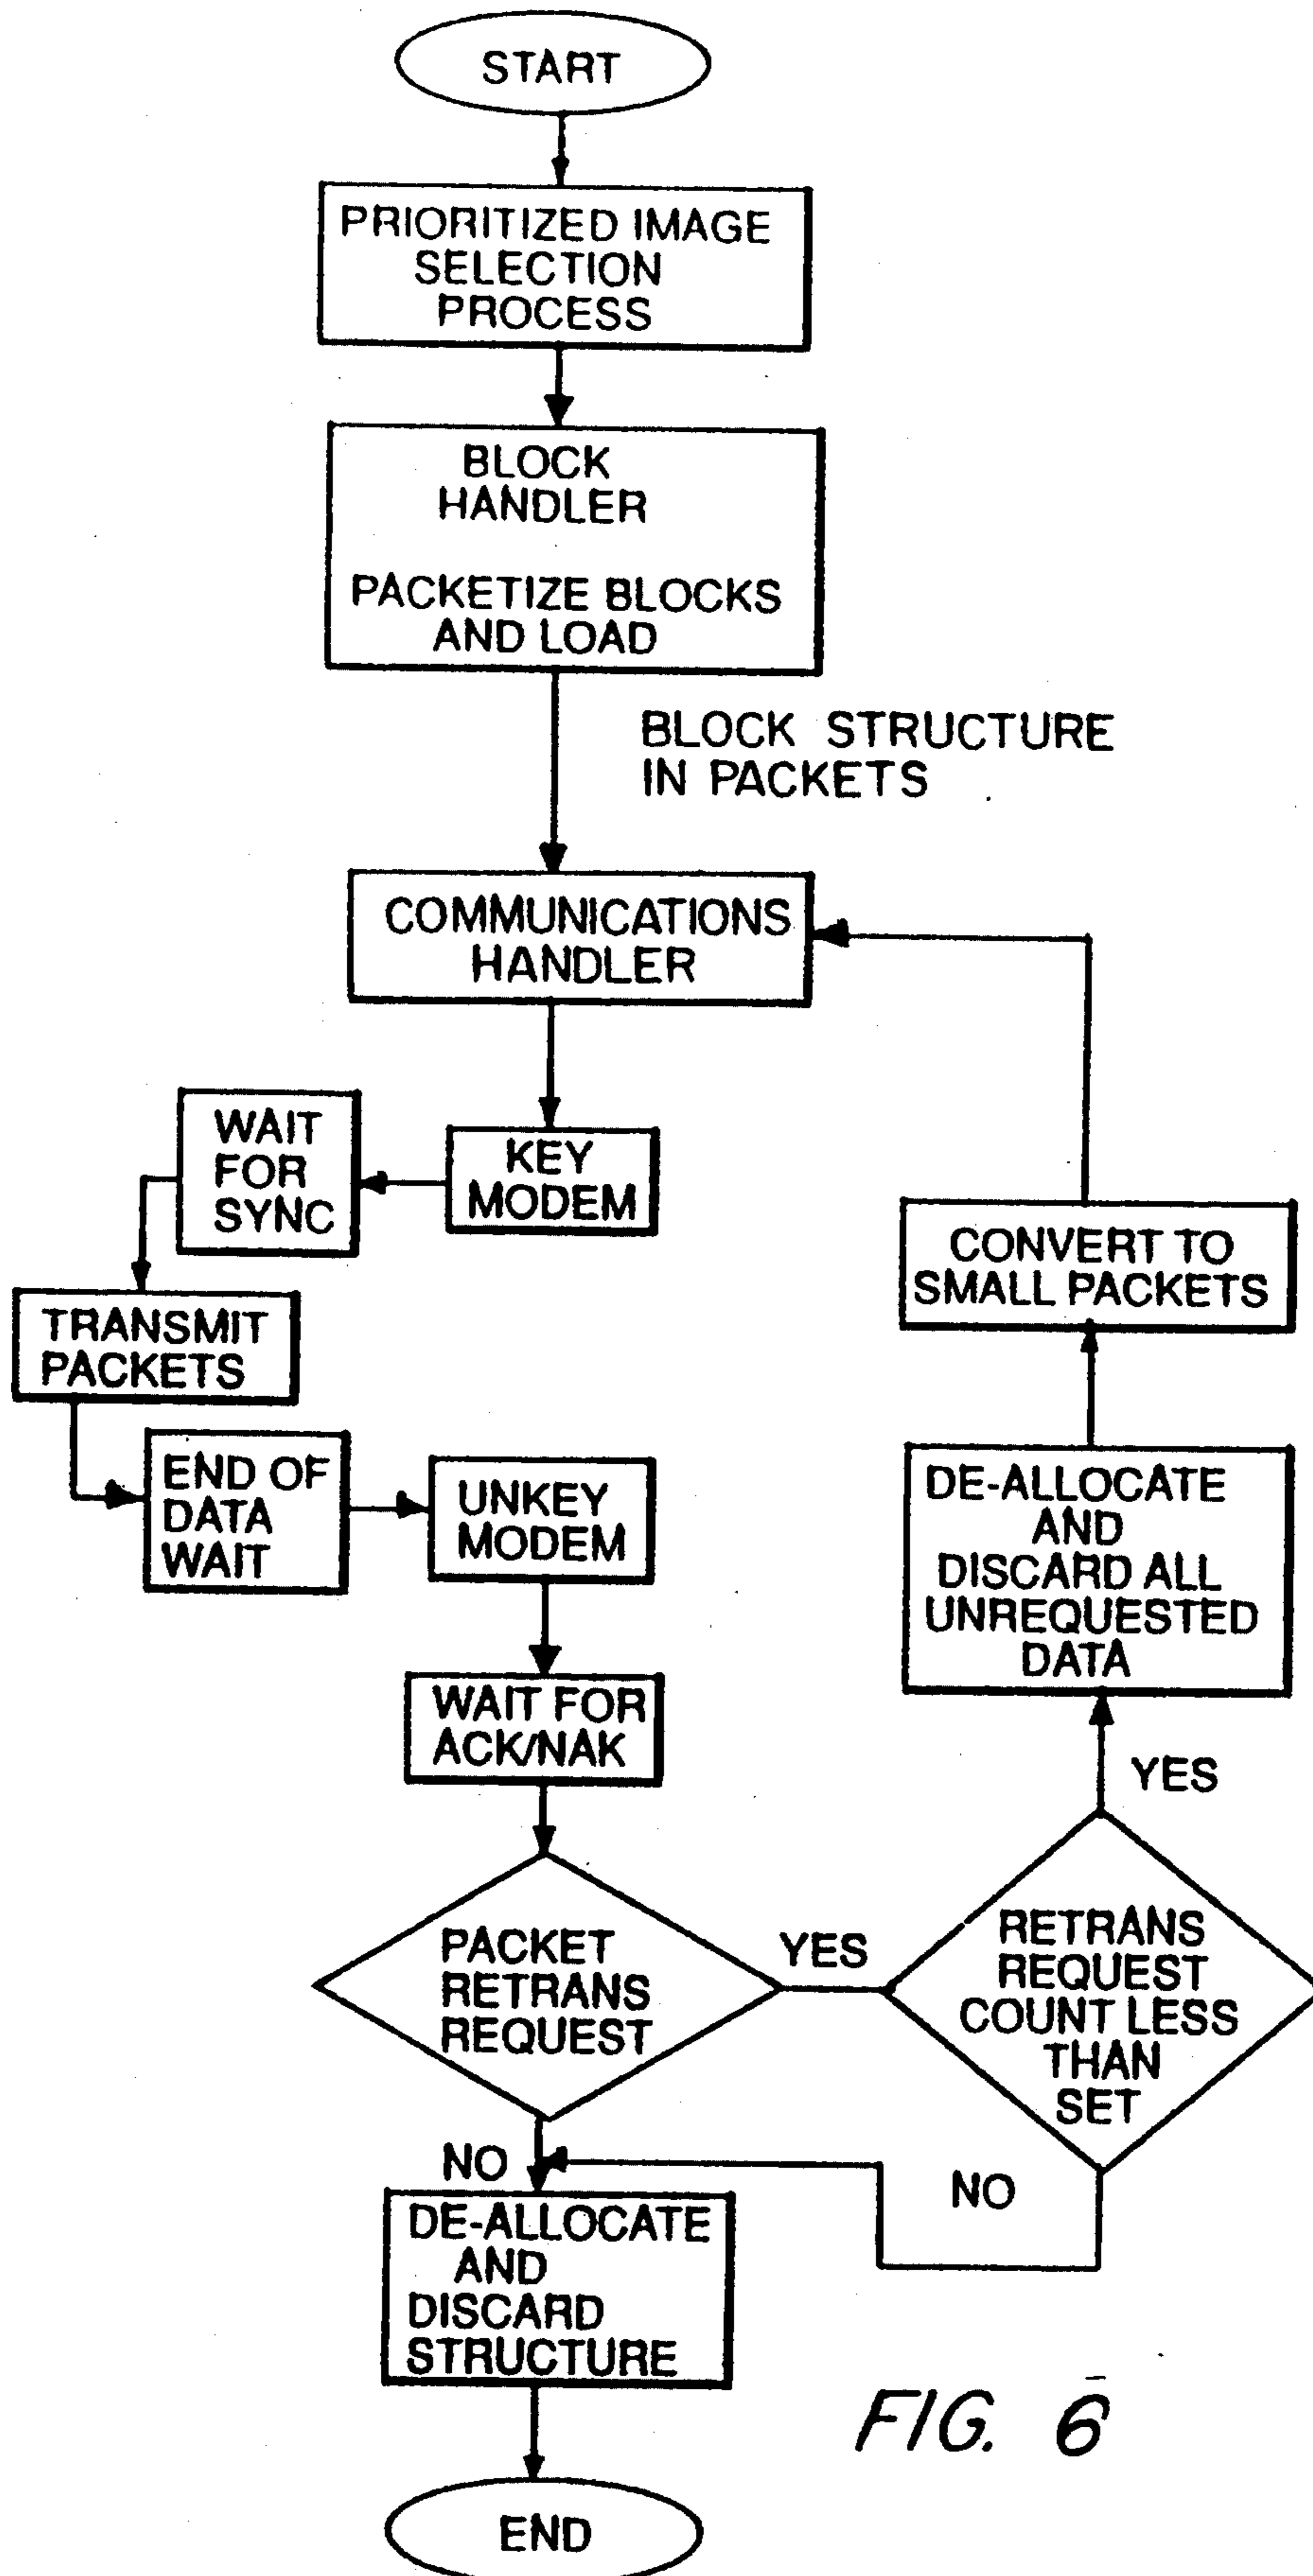 START
PRIORITIZED IMAGE
SELECTION
PROCESS
BLOCK
HANDLER
PACKETIZE BLOCKS
AND LOAD
BLOCK STRUCTURE
IN PACKETS
COMMUNICATIONS
HANDLER
KEY
MODEM
WAIT
FOR
SYNC
TRANSMIT
PACKETS
END OF
DATA
WAIT
UNKEY
MODEM
WAIT FOR
ACK/NAK
PACKET
RETRANS
REQUEST
YES
RETRANS
REQUEST
COUNT LESS
THAN
SET
YES
DE-ALLOCATE
AND
DISCARD ALL
UNREQUESTED
DATA
CONVERT TO
SMALL PACKETS
NO
NO
DE-ALLOCATE
AND
DISCARD
STRUCTURE
END
FIG. 6